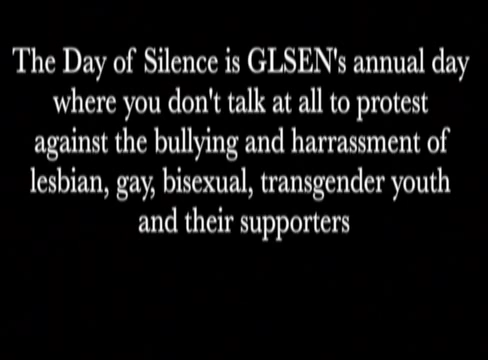 The Day of Silence is GLSEN's annual day
where you don't talk at all to protest
against the bullying and harrassment of
lesbian, gay, bisexual, transgender youth
and their supporters